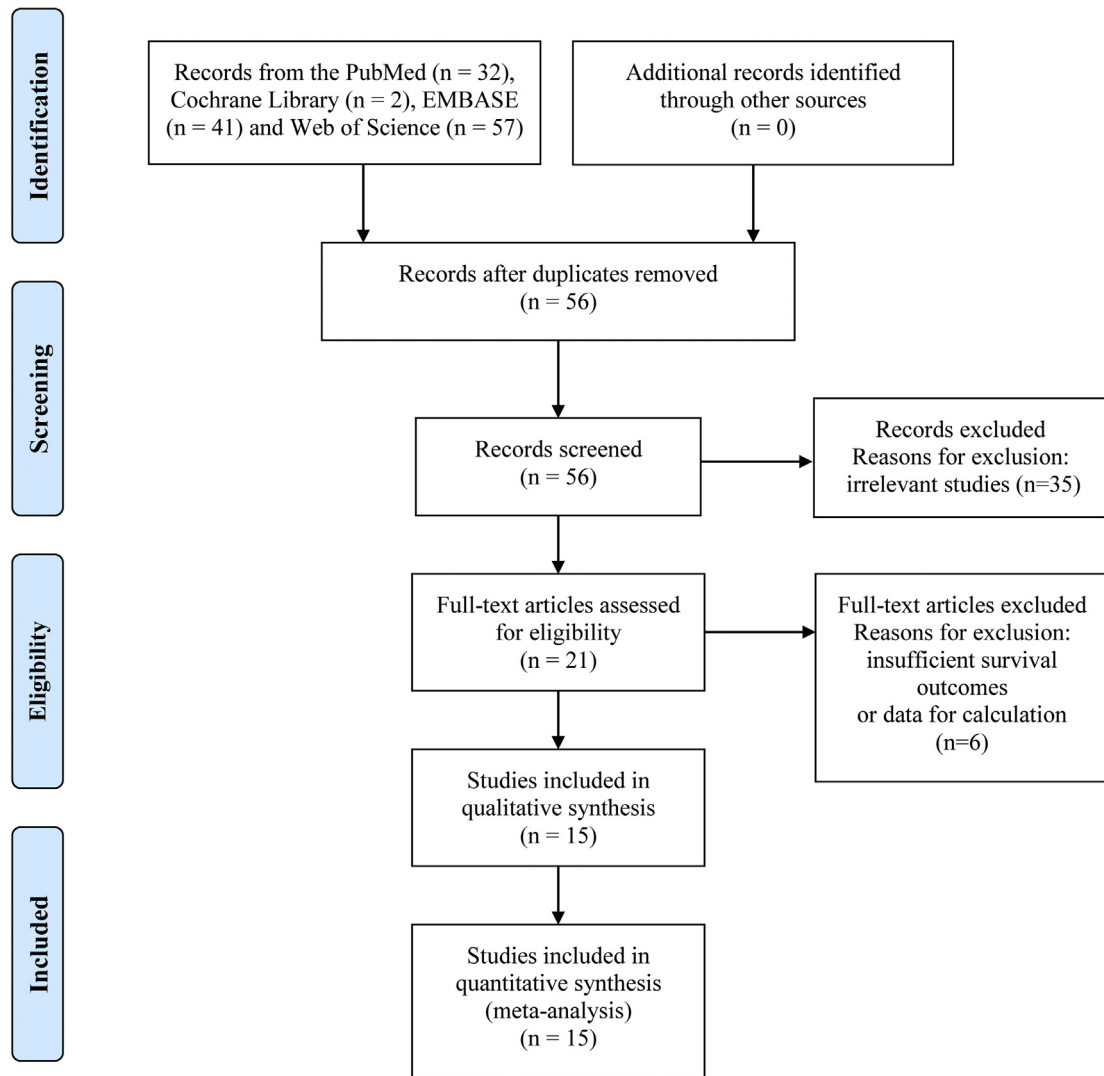 Identification
Records from the PubMed (n = 32),
Cochrane Library (n = 2), EMBASE
(n = 41) and Web of Science (n = 57)
Additional records identified
through other sources
(n = 0)
Records after duplicates removed
(n = 56)
Screening
Records screened
(n = 56)
Records excluded
Reasons for exclusion:
irrelevant studies (n=35)
Eligibility
Full-text articles assessed
for eligibility
(n = 21)
Full-text articles excluded
Reasons for exclusion:
insufficient survival
outcomes
or data for calculation
(n=6)
Studies included in
qualitative synthesis
(n = 15)
Included
Studies included in
quantitative synthesis
(meta-analysis)
(n = 15)